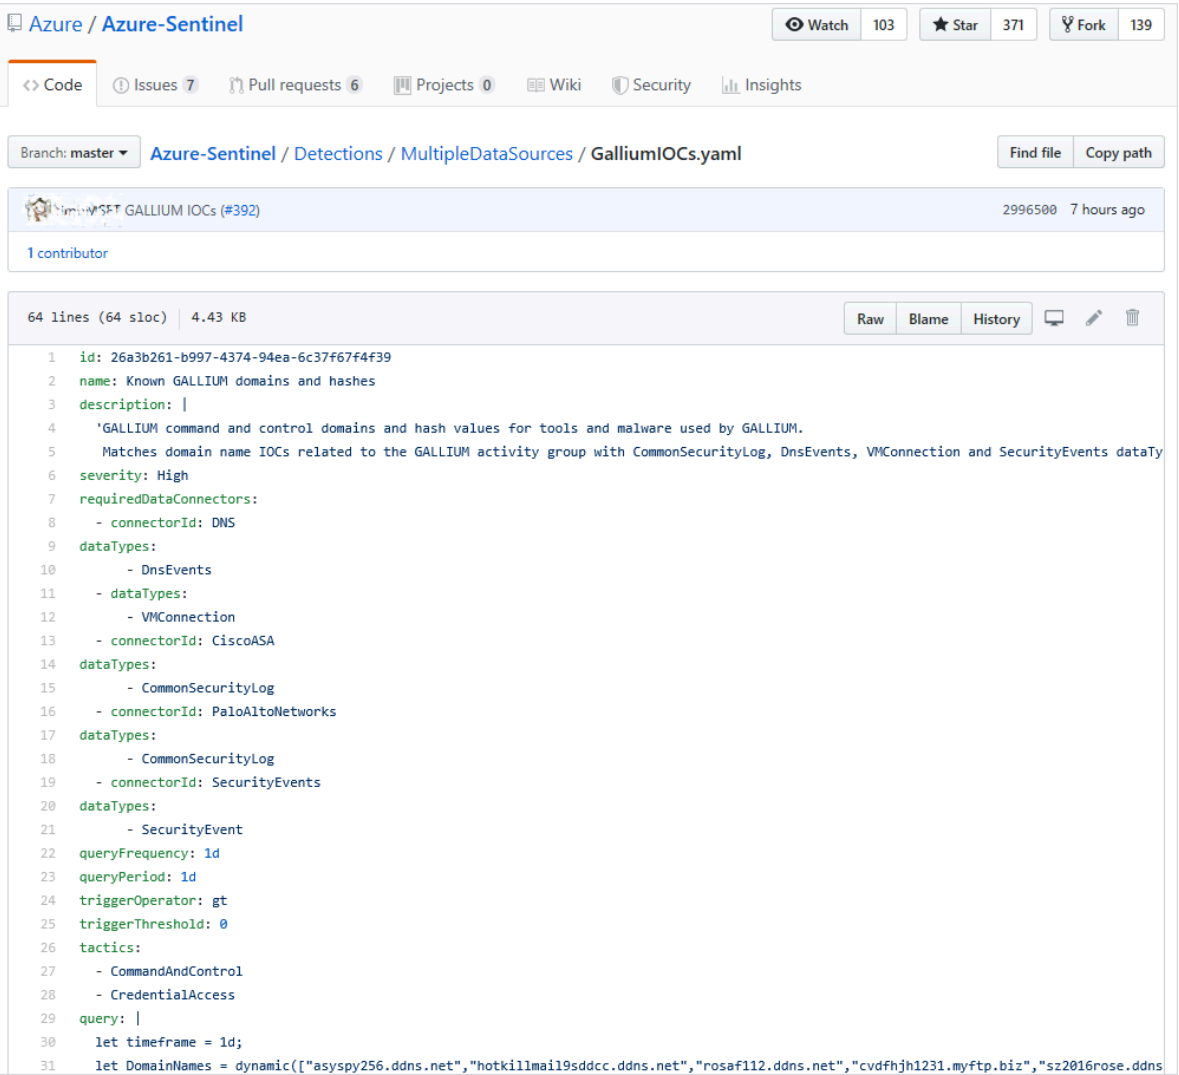 Azure / Azure-Sentinel
Watch 103 Star 371 Fork 139
Code Issues 7 Pull requests 6 Projects 0 Wiki Security Insights
Branch: master Azure-Sentinel / Detections / MultipleDataSources / GalliumIOCs.yaml Find file Copy path
GALLIUM IOCs (#392) 2996500 7 hours ago
1 contributor
64 lines (64 sloc) 4.43 KB Raw Blame History
1 id: 26a3b261-b997-4374-94ea-6c37f67f4f39
2 name: Known GALLIUM domains and hashes
3 description: |
4 'GALLIUM command and control domains and hash values for tools and malware used by GALLIUM.
5 Matches domain name IOCs related to the GALLIUM activity group with CommonSecurityLog, DnsEvents, VMConnection and SecurityEvents dataTy
6 severity: High
7 requiredDataConnectors:
8 - connectorId: DNS
9 dataTypes:
10 - DnsEvents
11 - dataTypes:
12 - VMConnection
13 - connectorId: CiscoASA
14 dataTypes:
15 - CommonSecurityLog
16 - connectorId: PaloAltoNetworks
17 dataTypes:
18 - CommonSecurityLog
19 - connectorId: SecurityEvents
20 dataTypes:
21 - SecurityEvent
22 queryFrequency: 1d
23 queryPeriod: 1d
24 triggerOperator: gt
25 triggerThreshold: 0
26 tactics:
27 - CommandAndControl
28 - CredentialAccess
29 query: |
30 let timeframe = 1d;
31 let DomainNames = dynamic(["asyspy256.ddns.net","hotkillmail9sddcc.ddns.net","rosaf112.ddns.net","cvdfhjh1231.myftp.biz","sz2016rose.ddns